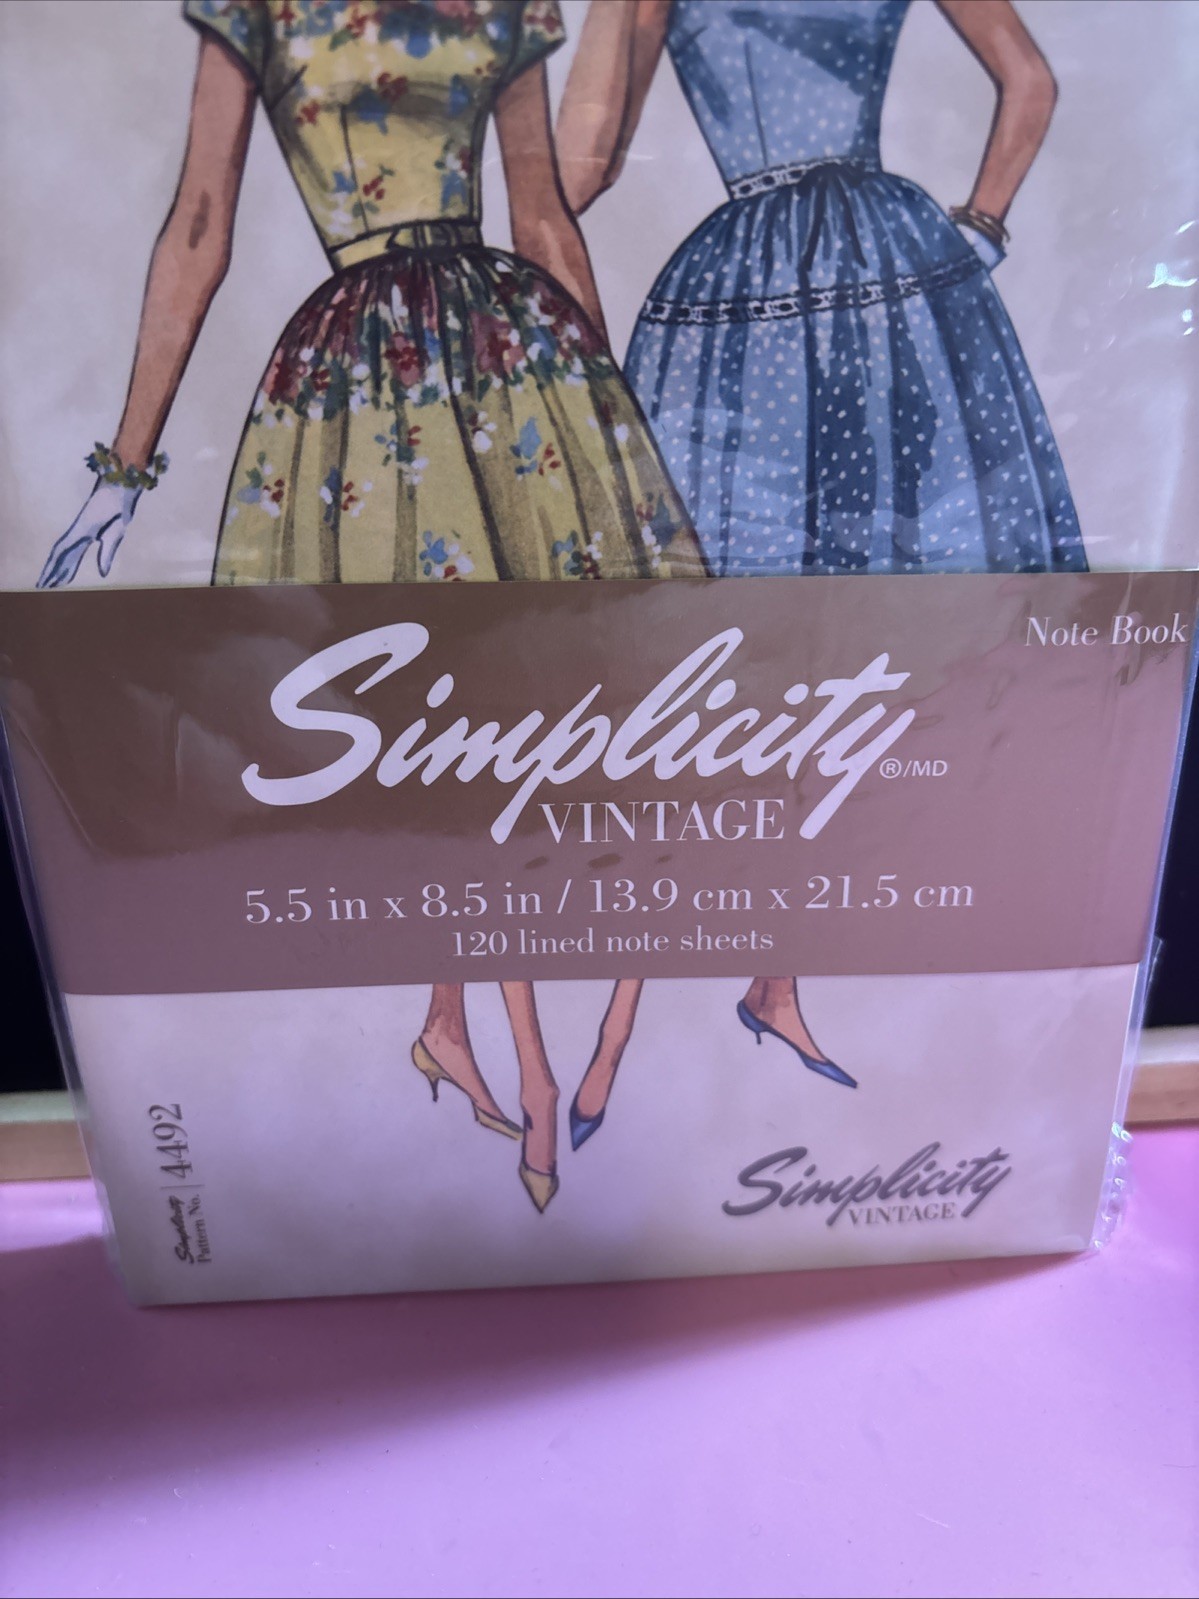 Note Book
Simplicity
®/MD
VINTAGE
5.5 in x 8.5 in / 13.9 cm x 21.5 cm
120 lined note sheets
Simplicity
Pattern No.
4492
Simplicity
VINTAGE